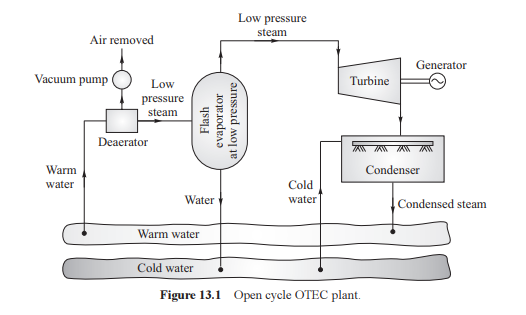 Low pressure
steam
Air removed
Generator
Vacuum pump
Low
pressure
steam
Turbine
Flash
evaporator
at low pressure
Deaerator
Warm
water
Condenser
Cold
water
Water
Condensed steam
Warm water
Cold water
Figure 13.1 Open cycle OTEC plant.